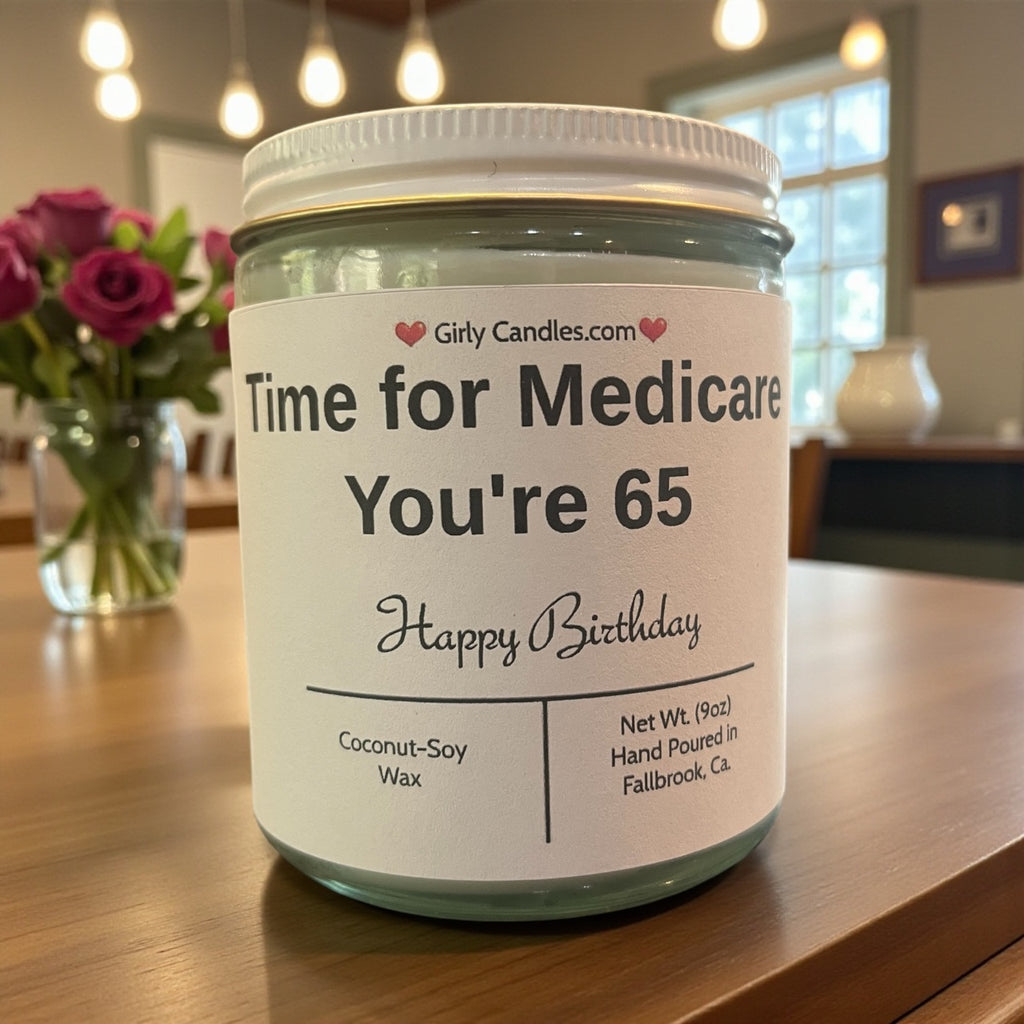 Girly Candles.com
Time for Medicare
You're 65
Happy Birthday
Coconut-Soy
Wax
Net Wt. (9oz)
Hand Poured in
Fallbrook, Ca.